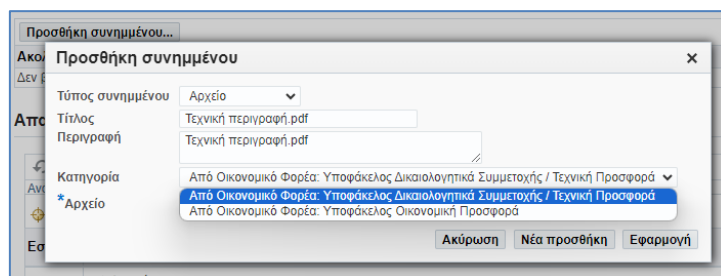 Προσθήκη συνημμένου...
Προσθήκη συνημμένου
Τύπος συνημμένου Αρχείο
Τίτλος Τεχνική περιγραφή.pdf
Περιγραφή Τεχνική περιγραφή.pdf
Κατηγορία Από Οικονομικό Φορέα: Υποφάκελος Δικαιολογητικά Συμμετοχής / Τεχνική Προσφορά
Από Οικονομικό Φορέα: Υποφάκελος Δικαιολογητικά Συμμετοχής / Τεχνική Προσφορά
*Αρχείο
Από Οικονομικό Φορέα: Υποφάκελος Οικονομική Προσφορά
Ακύρωση Νέα προσθήκη Εφαρμογή